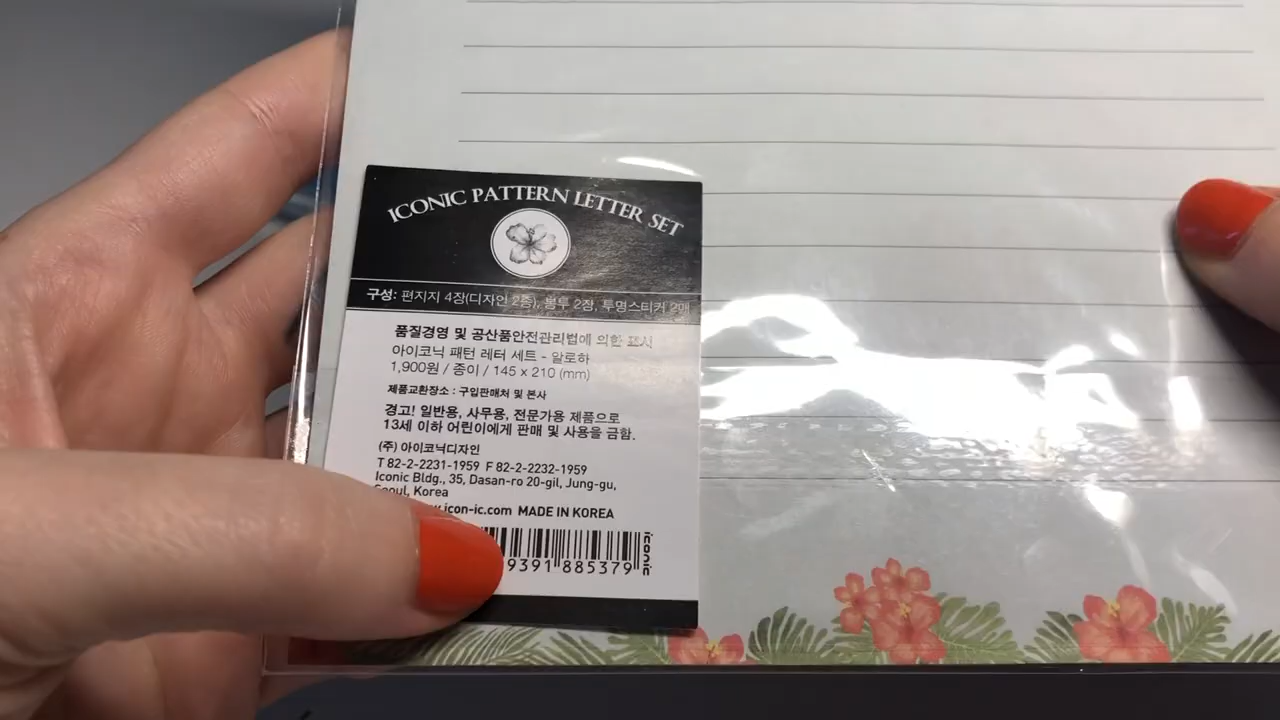 ICONIC PATTERN LETTER SET
구성: 편지지 4장(디자인 2종), 봉투 2장, 투명스티커 2매
품질경영 및 공산품안전관리법에 의한 표시
아이코닉 패턴 레터 세트 - 알로하
1,900원 / 종이 / 145 x 210 (mm)
제품교환장소 : 구입판매처 및 본사
경고! 일반용, 사무용, 전문가용 제품으로
13세 이하 어린이에게 판매 및 사용을 금함.
(주) 아이코닉디자인
T 82-2-2231-1959 F 82-2-2232-1959
Iconic Bldg., 35, Dasan-ro 20-gil, Jung-gu,
Seoul, Korea
.icon-ic.com MADE IN KOREA
9391 885379
iconic